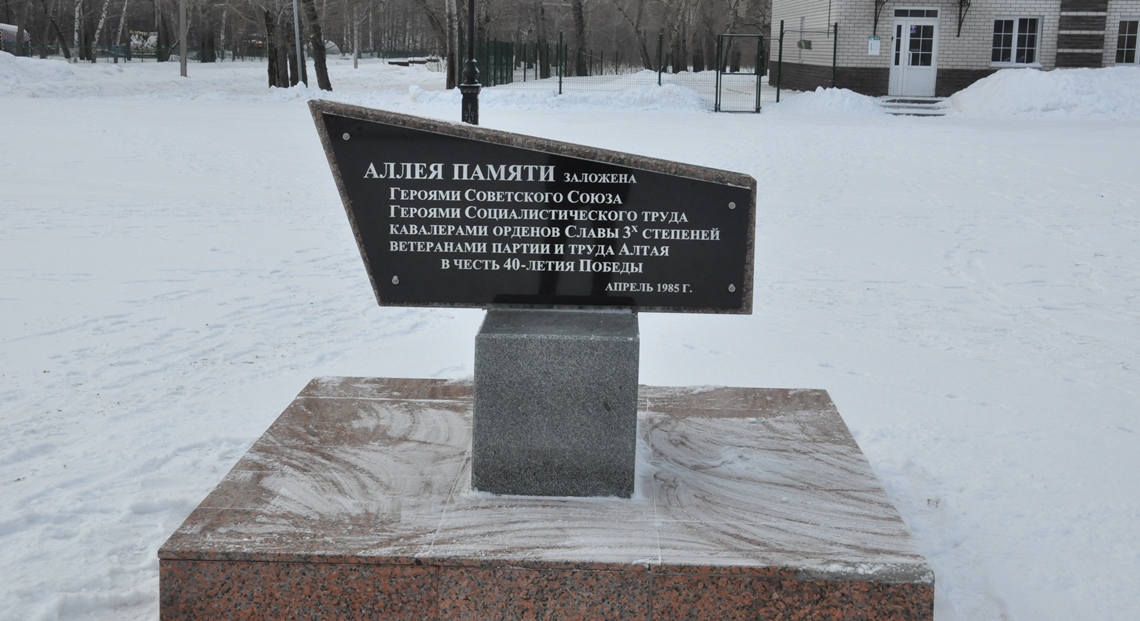 АЛЛЕЯ ПАМЯТИ ЗАЛОЖЕНА
ГЕРОЯМИ СОВЕТСКОГО СОЮЗА
ГЕРОЯМИ СОЦИАЛИСТИЧЕСКОГО ТРУДА
КАВАЛЕРАМИ ОРДЕНОВ СЛАВЫ 3Х СТЕПЕНЕЙ
ВЕТЕРАНАМИ ПАРТИИ И ТРУДА АЛТАЯ
В ЧЕСТЬ 40-ЛЕТИЯ ПОБЕДЫ
АПРЕЛЬ 1985 Г.